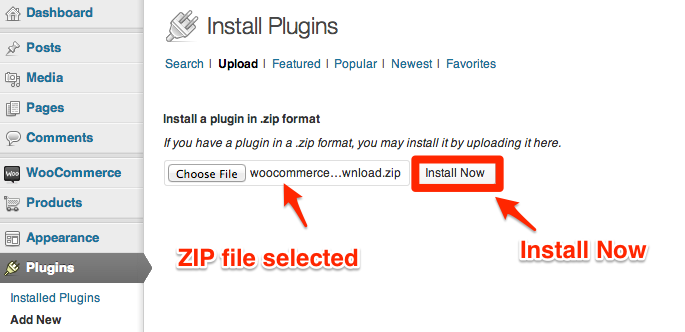 Dashboard
Posts
Media
Pages
Comments
Woo WooCommerce
Products
Appearance
Plugins
Installed Plugins
Add New
Install Plugins
Search | Upload | Featured | Popular | Newest | Favorites
Install a plugin in .zip format
If you have a plugin in a .zip format, you may install it by uploading it here.
Choose File woocommerce...wnload.zip Install Now
ZIP file selected
Install Now